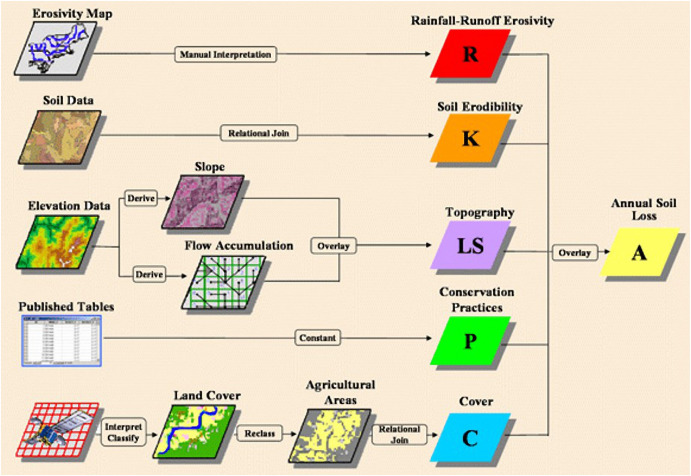 Erosivity Map
Manual Interpretation
Rainfall-Runoff Erosivity
R
Soil Data
Relational Join
Soil Erodibility
K
Elevation Data
Derive
Slope
Derive
Flow Accumulation
Overlay
Topography
LS
Published Tables
Constant
Conservation
Practices
P
Interpret
Classify
Land Cover
Reclass
Agricultural
Areas
Relational
Join
Cover
C
Overlay
Annual Soil
Loss
A